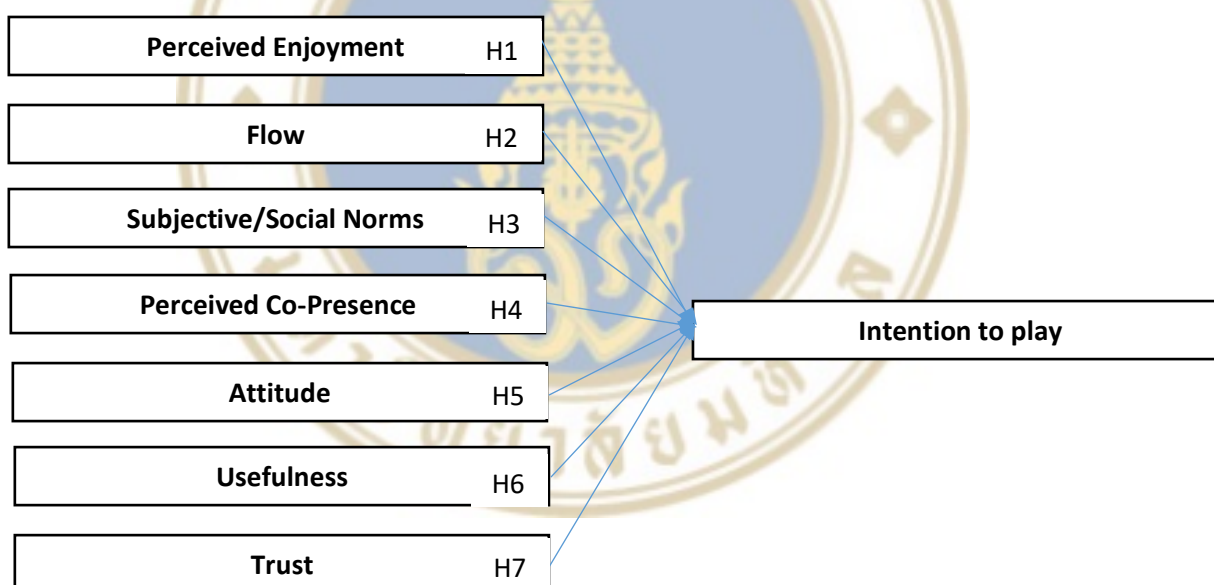 Perceived Enjoyment H1
Flow H2
Subjective/Social Norms H3
Perceived Co-Presence H4
Intention to play
Attitude H5
Usefulness H6
Trust H7